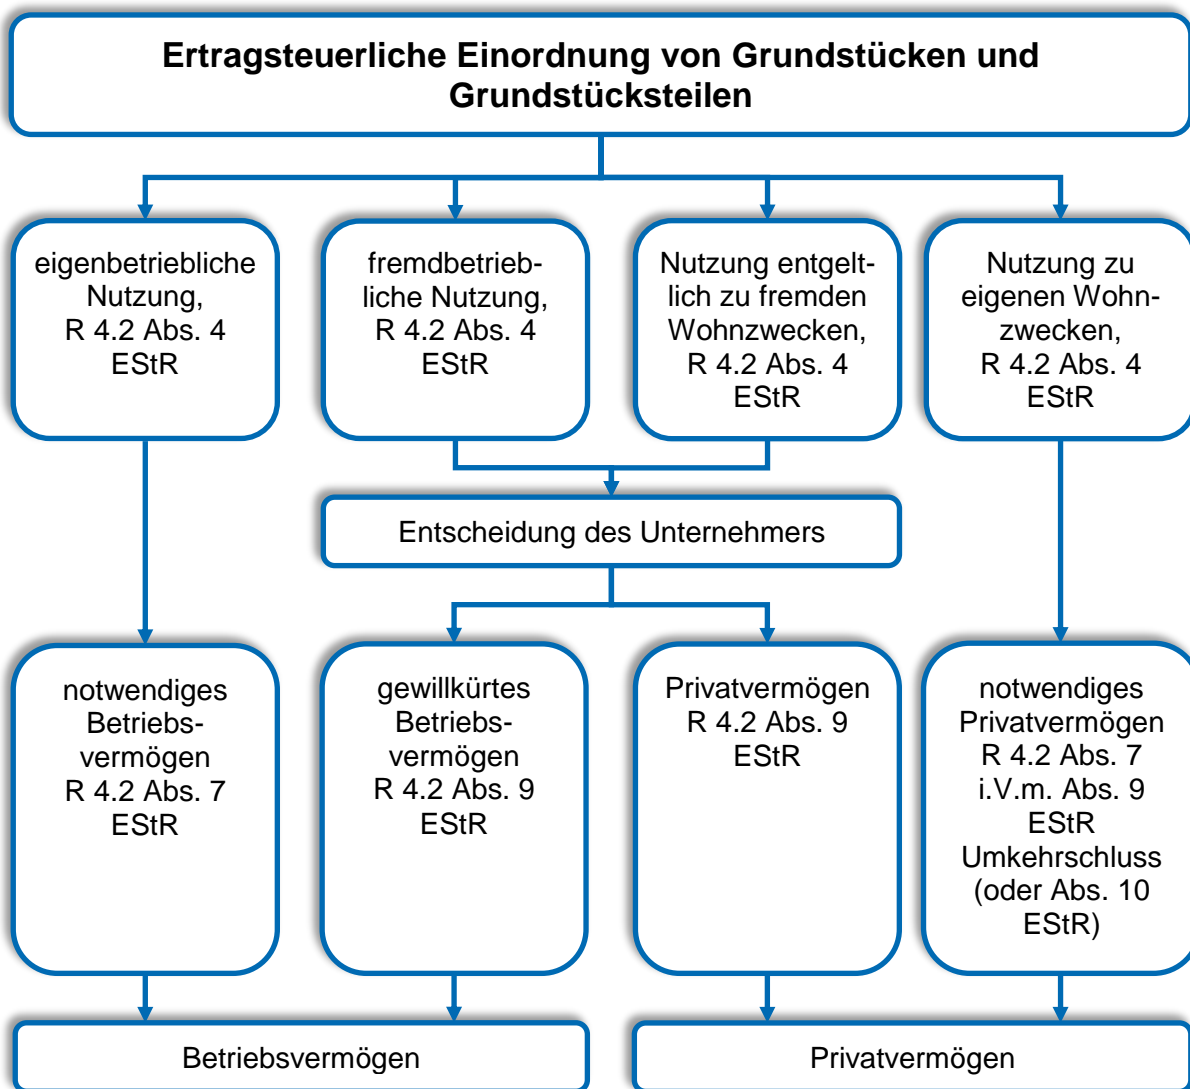 Ertragsteuerliche Einordnung von Grundstücken und
Grundstücksteilen
eigenbetriebliche
Nutzung,
R 4.2 Abs. 4
EStR
fremdbetrieb-
liche Nutzung,
R 4.2 Abs. 4
EStR
Nutzung entgelt-
lich zu fremden
Wohnzwecken,
R 4.2 Abs. 4
EStR
Nutzung zu
eigenen Wohn-
zwecken,
R 4.2 Abs. 4
EStR
Entscheidung des Unternehmers
notwendiges
Betriebs-
vermögen
R 4.2 Abs. 7
EStR
gewillkürtes
Betriebs-
vermögen
R 4.2 Abs. 9
EStR
Privatvermögen
R 4.2 Abs. 9
EStR
notwendiges
Privatvermögen
R 4.2 Abs. 7
i.V.m. Abs. 9
EStR
Umkehrschluss
(oder Abs. 10
EStR)
Betriebsvermögen
Privatvermögen